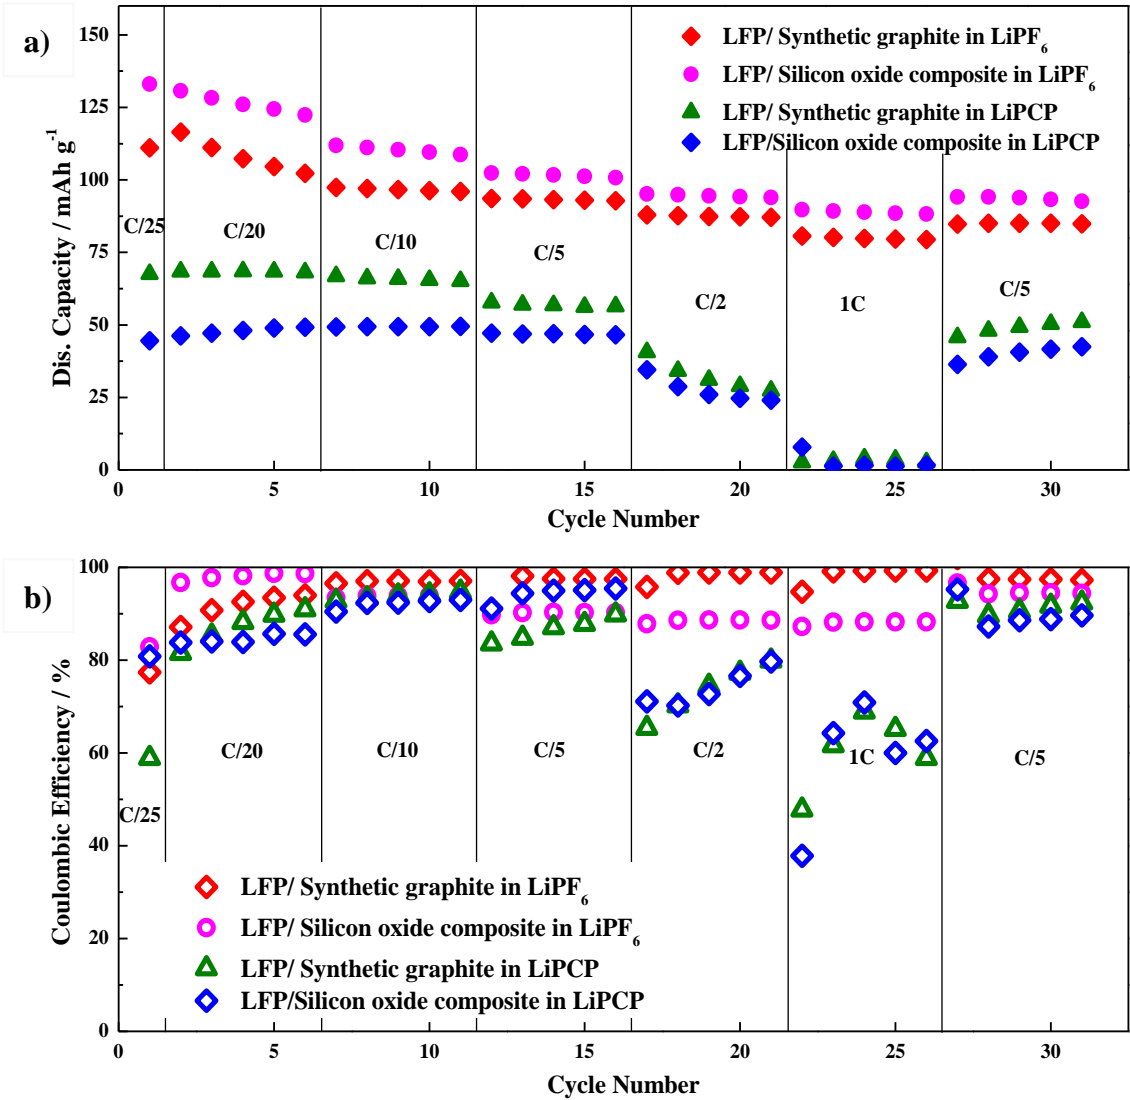 a)
LFP/ Synthetic graphite in LiPF6
LFP/ Silicon oxide composite in LiPF6
LFP/ Synthetic graphite in LiPCP
LFP/Silicon oxide composite in LiPCP
150
125
100
75
50
25
0
Dis. Capacity / mAh g-1
C/25
C/20
C/10
C/5
C/2
1C
C/5
0 5 10 15 20 25 30
Cycle Number
b)
100
80
60
40
20
0
Coulombic Efficiency / %
C/25
C/20
C/10
C/5
C/2
1C
C/5
LFP/ Synthetic graphite in LiPF6
LFP/ Silicon oxide composite in LiPF6
LFP/ Synthetic graphite in LiPCP
LFP/Silicon oxide composite in LiPCP
0 5 10 15 20 25 30
Cycle Number